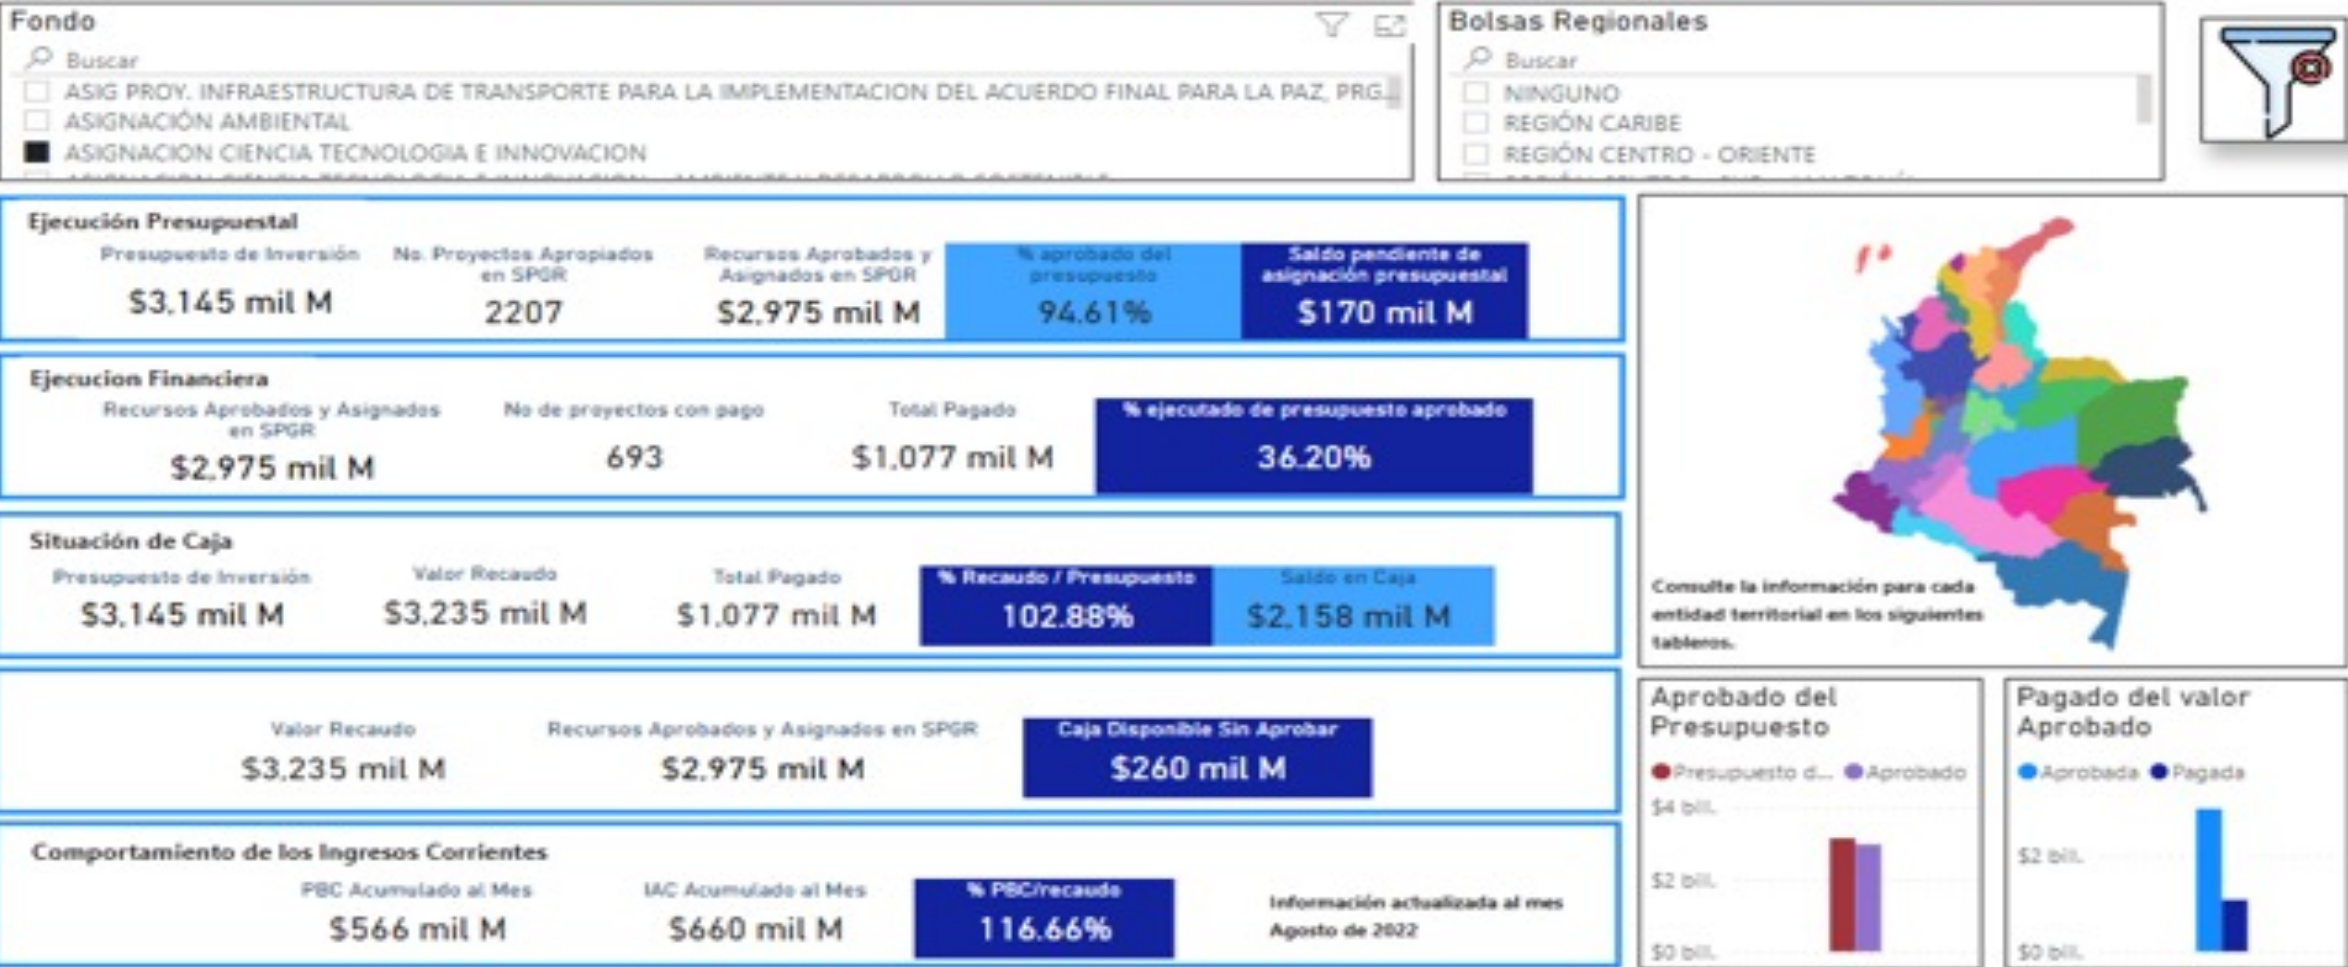 Fondo
Buscar
ASIG PROY. INFRAESTRUCTURA DE TRANSPORTE PARA LA IMPLEMENTACION DEL ACUERDO FINAL PARA LA PAZ, PRG...
ASIGNACIÓN AMBIENTAL
ASIGNACION CIENCIA TECNOLOGIA E INNOVACION
Bolsas Regionales
Buscar
NINGUNO
REGIÓN CARIBE
REGIÓN CENTRO - ORIENTE
Ejecución Presupuestal
Presupuesto de Inversión
$3,145 mil M
No. Proyectos Apropiados
en SPGR
2207
Recursos Aprobados y
Asignados en SPGR
$2,975 mil M
% aprobado del
presupuesto
94.61%
Saldo pendiente de
asignación presupuestal
$170 mil M
Ejecucion Financiera
Recursos Aprobados y Asignados
en SPGR
$2,975 mil M
No de proyectos con pago
693
Total Pagado
$1,077 mil M
% ejecutado de presupuesto aprobado
36.20%
Situación de Caja
Presupuesto de Inversión
$3,145 mil M
Valor Recaudo
$3,235 mil M
Total Pagado
$1,077 mil M
% Recaudo / Presupuesto
102.88%
Saldo en Caja
$2,158 mil M
Valor Recaudo
$3,235 mil M
Recursos Aprobados y Asignados en SPGR
$2,975 mil M
Caja Disponible Sin Aprobar
$260 mil M
Comportamiento de los Ingresos Corrientes
PBC Acumulado al Mes
$566 mil M
IAC Acumulado al Mes
$660 mil M
% PBC/recaudo
116.66%
Información actualizada al mes
Agosto de 2022
Consulte la información para cada
entidad territorial en los siguientes
tableros.
Aprobado del
Presupuesto
Presupuesto d... Aprobado
$4 bill.
$2 bill.
$0 bill.
Pagado del valor
Aprobado
Aprobada Pagada
$2 bill.
$0 bill.